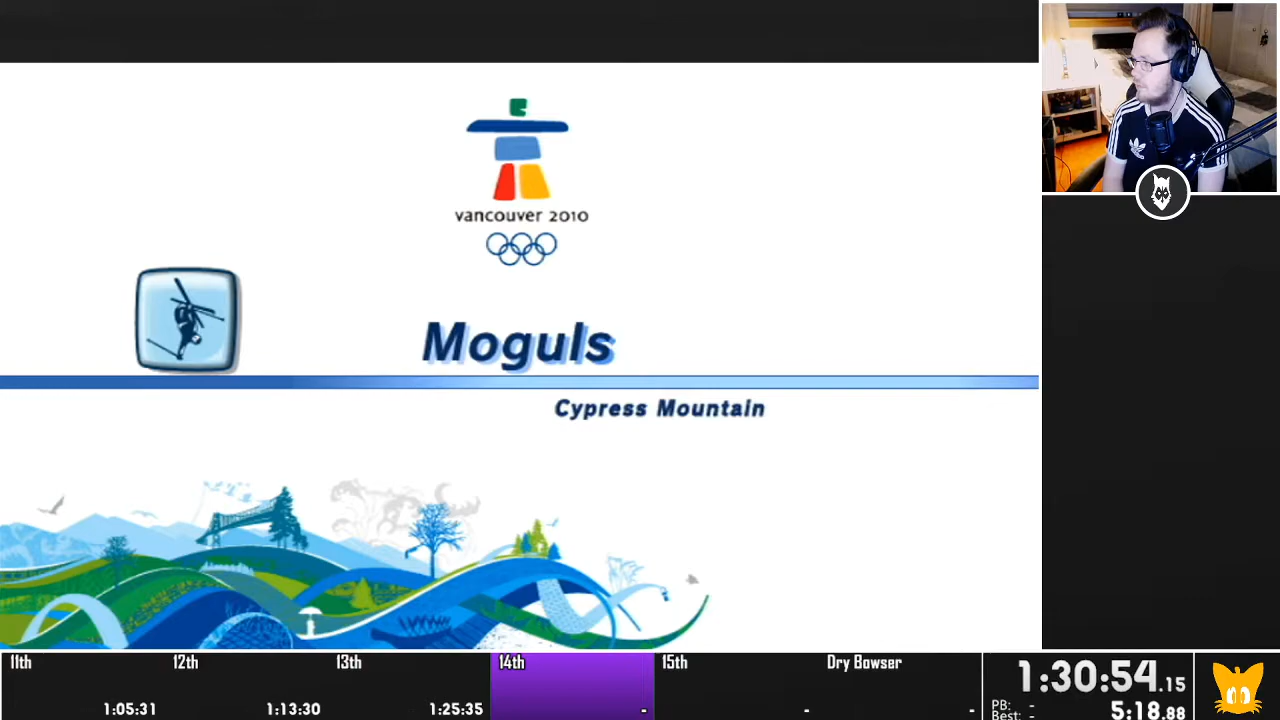 vancouver 2010
Moguls
Cypress Mountain
11th 12th 13th 14th 15th Dry Bowser
1:05:31 1:13:30 1:25:35 - - -
1:30:54.15
PB: -
Best: - 5:18.88